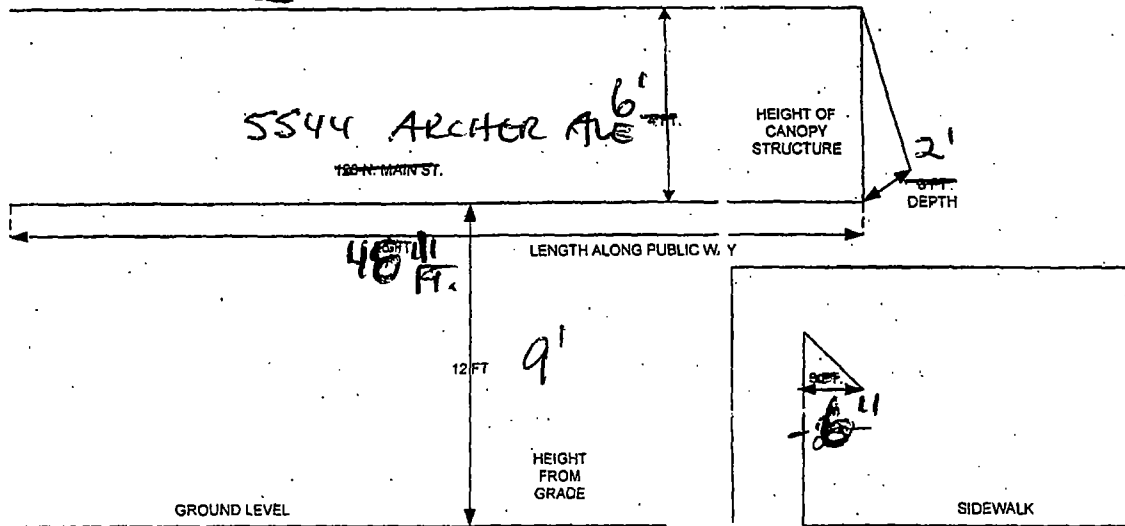 5544 ARCHER AVE
120 N. MAIN ST.
6'
HEIGHT OF
CANOPY
STRUCTURE
2'
DEPTH
LENGTH ALONG PUBLIC W. Y
FT.
12 FT
9'
HEIGHT
FROM
GRADE
GROUND LEVEL
SIDEWALK